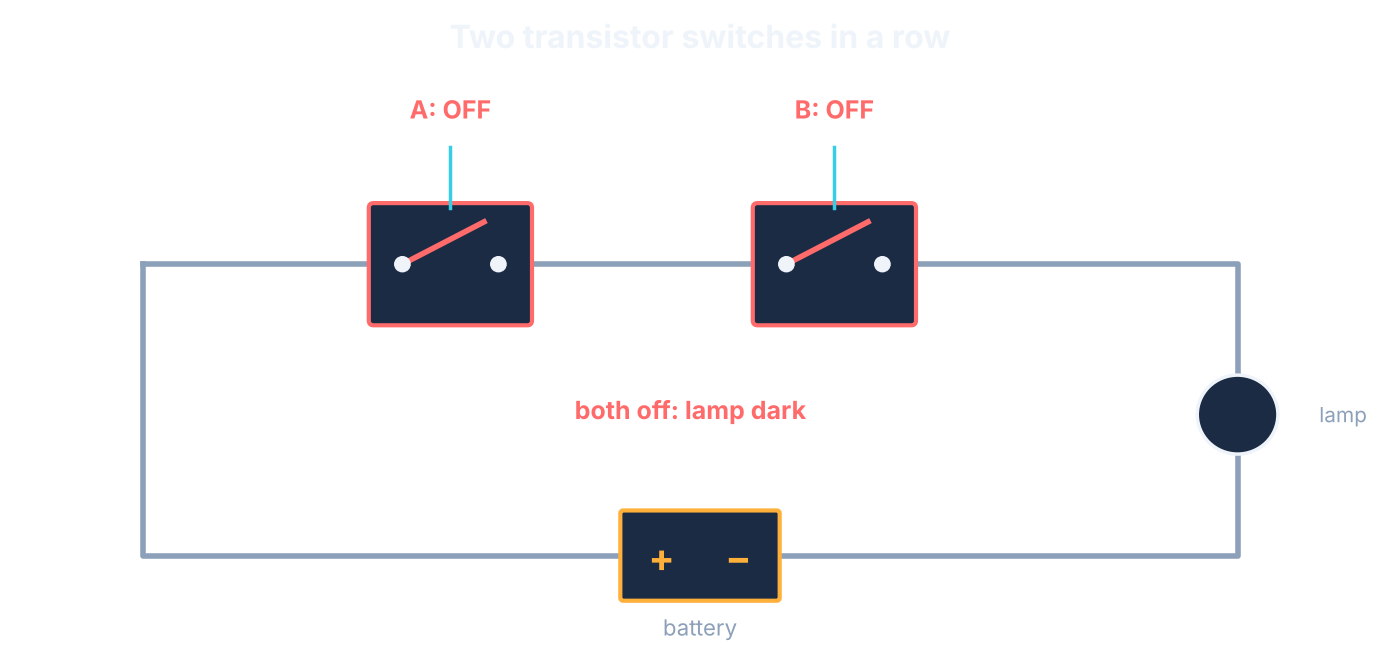 Two transistor switches in a row
A: OFF
B: OFF
both off: lamp dark
lamp
+ −
battery